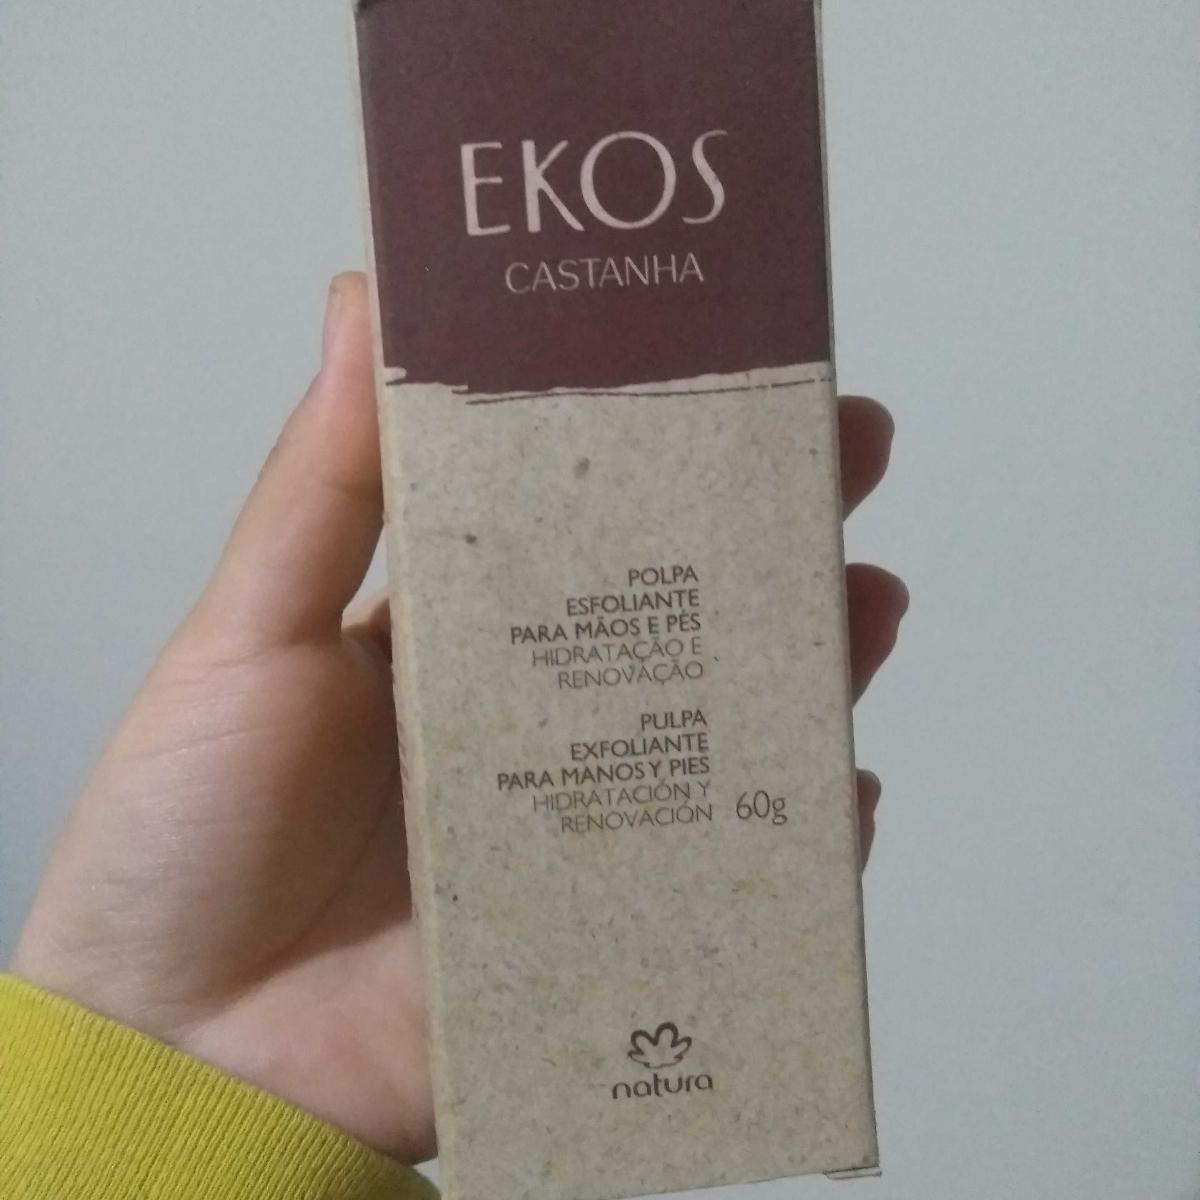 EKOS
CASTANHA
POLPA
ESFOLIANTE
PARA MÃOS E PÉS
HIDRATAÇÃO E
RENOVAÇÃO
PULPA
EXFOLIANTE
PARA MANOS Y PIES
HIDRATACIÓN Y
RENOVACIÓN
60g
natura